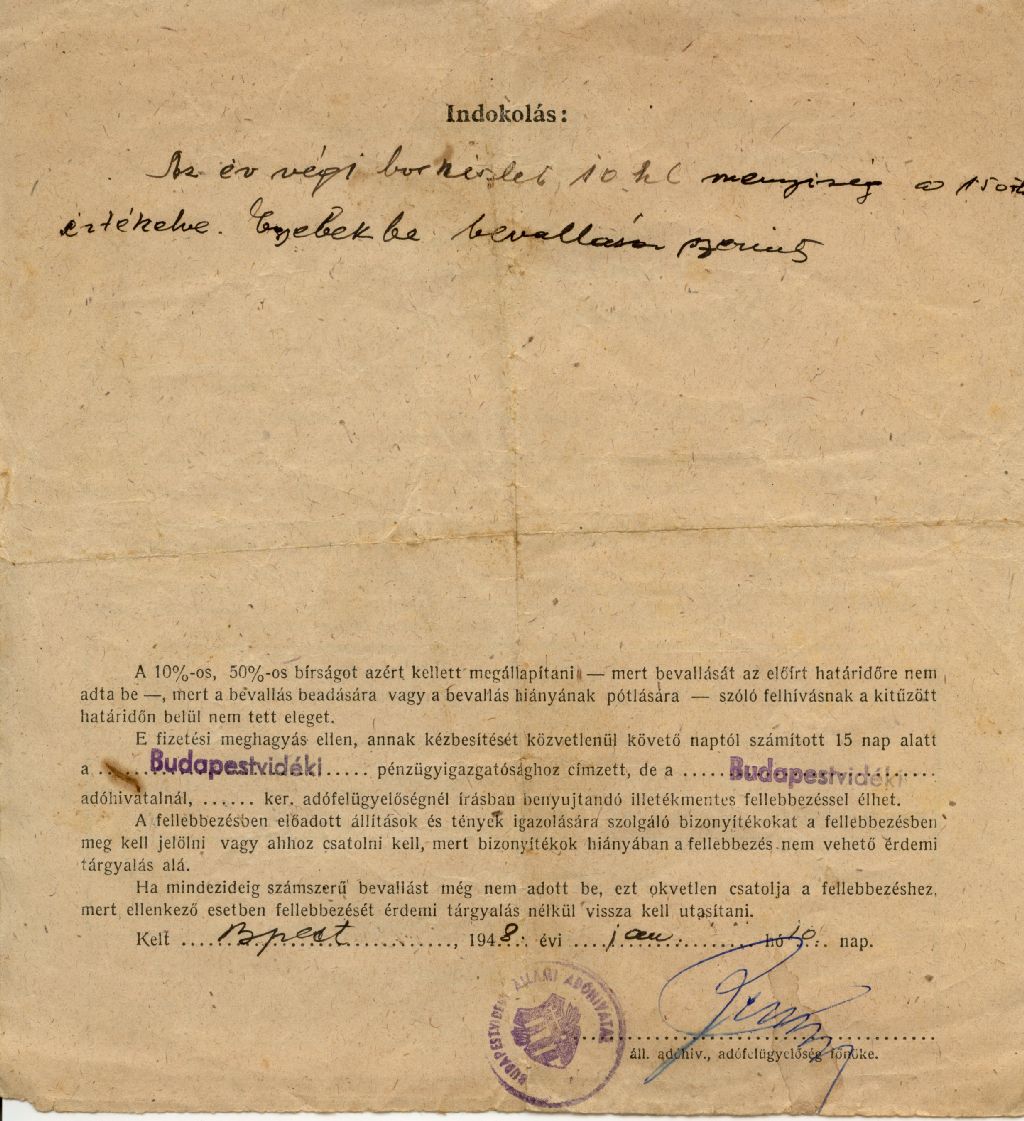 Indokolás:
Az év végi borkészlet 10 hl menyiség a 150
értékelve. Egyebekbe bevallása szerint
A 10%-os, 50%-os bírságot azért kellett megállapítani — mert bevallását az előírt határidőre nem
adta be —, mert a bevallás beadására vagy a bevallás hiányának pótlására — szóló felhívásnak a kitűzött
határidőn belül nem tett eleget.
E fizetési meghagyás ellen, annak kézbesítését közvetlenül követő naptól számított 15 nap alatt
a ..... Budapestvidéki ..... pénzügyigazgatósághoz címzett, de a ..... Budapestvidéki .....
adóhivatalnál, ...... ker. adófelügyelőségnél írásban benyujtandó illetékmentes fellebbezéssel élhet.
A fellebbezésben előadott állítások és tények igazolására szolgáló bizonyítékokat a fellebbezésben
meg kell jelölni vagy ahhoz csatolni kell, mert bizonyítékok hiányában a fellebbezés nem vehető érdemi
tárgyalás alá.
Ha mindezideig számszerű bevallást még nem adott be, ezt okvetlen csatolja a fellebbezéshez,
mert ellenkező esetben fellebbezését érdemi tárgyalás nélkül vissza kell utasítani.
Kelt ..... Bpest ....., 1948. évi ..... jan. ..... hó 10. nap.
BUDAPESTVIDÉKI ÁLLAMI ADÓHIVATAL
áll. adóhiv., adófelügyelőség főnöke.